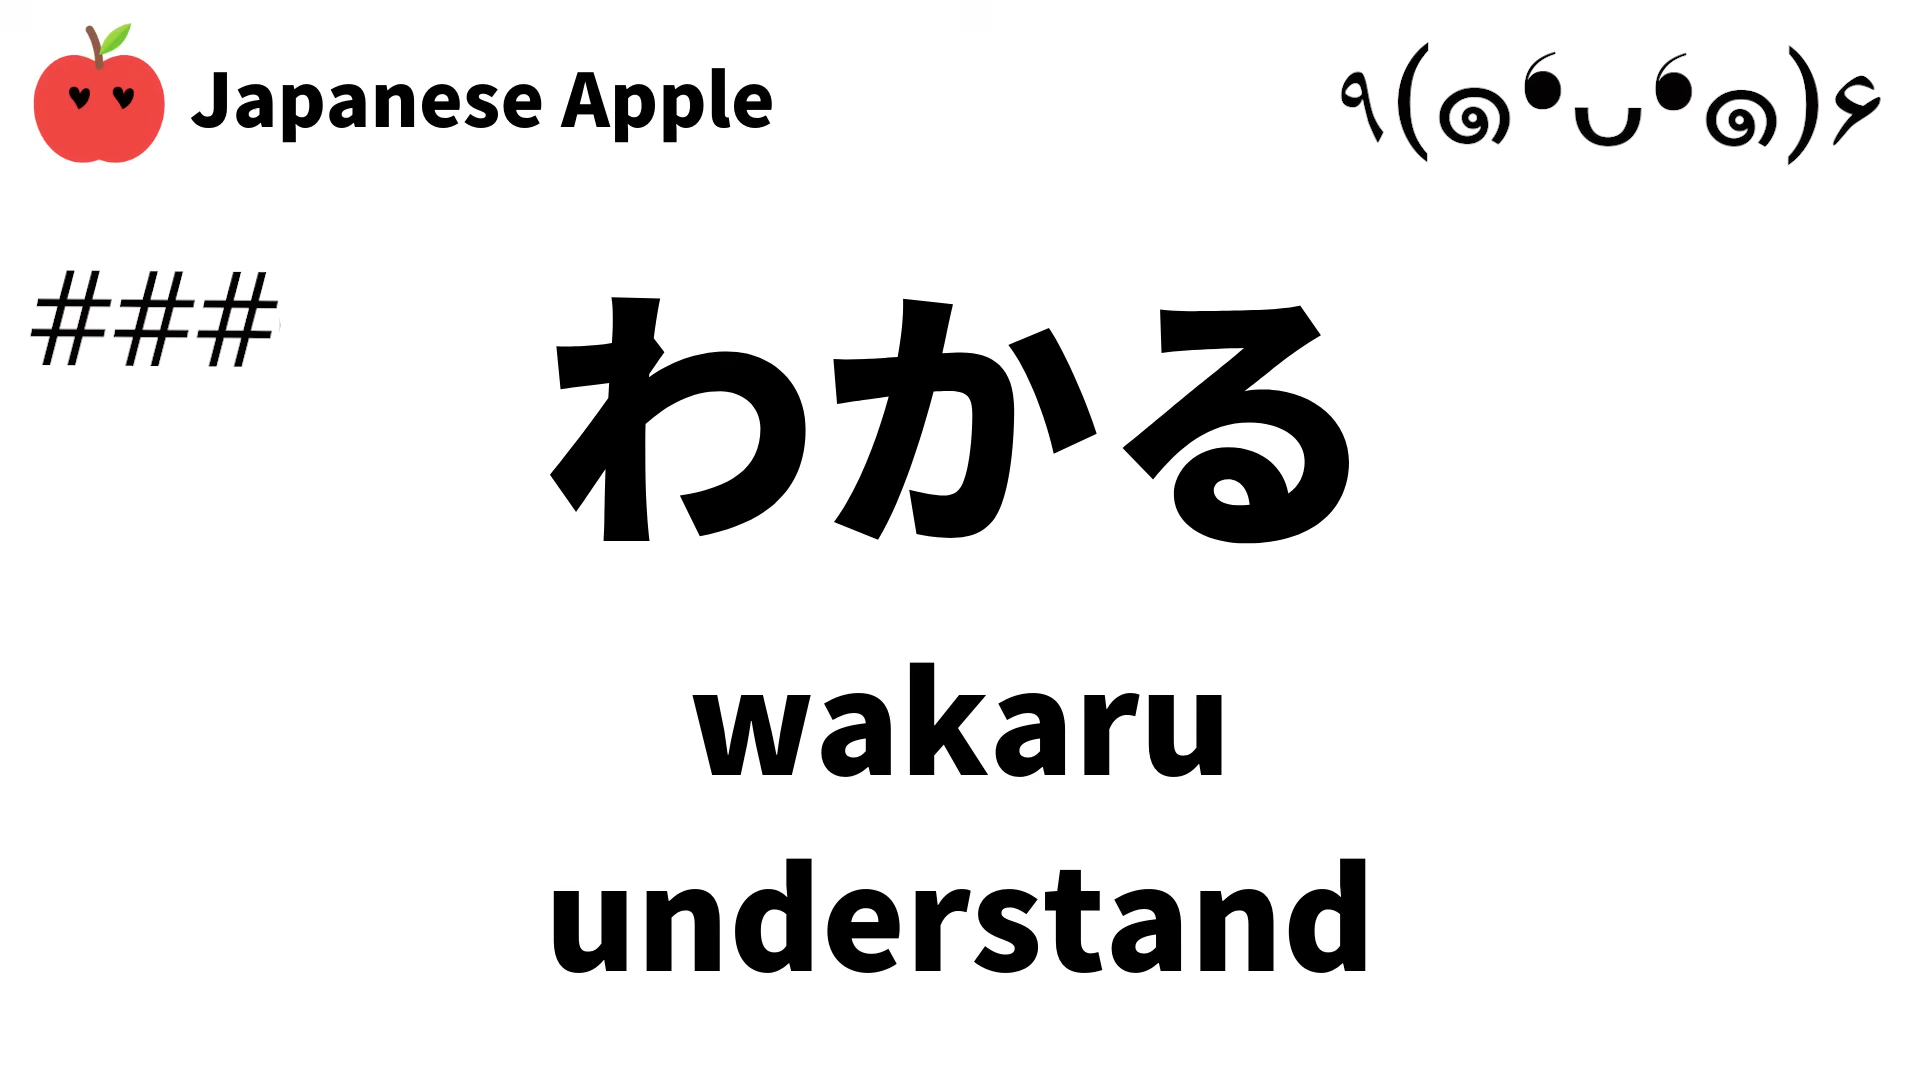 Japanese Apple
٩(๑❛ᴗ❛๑)۶
###
わかる
wakaru
understand